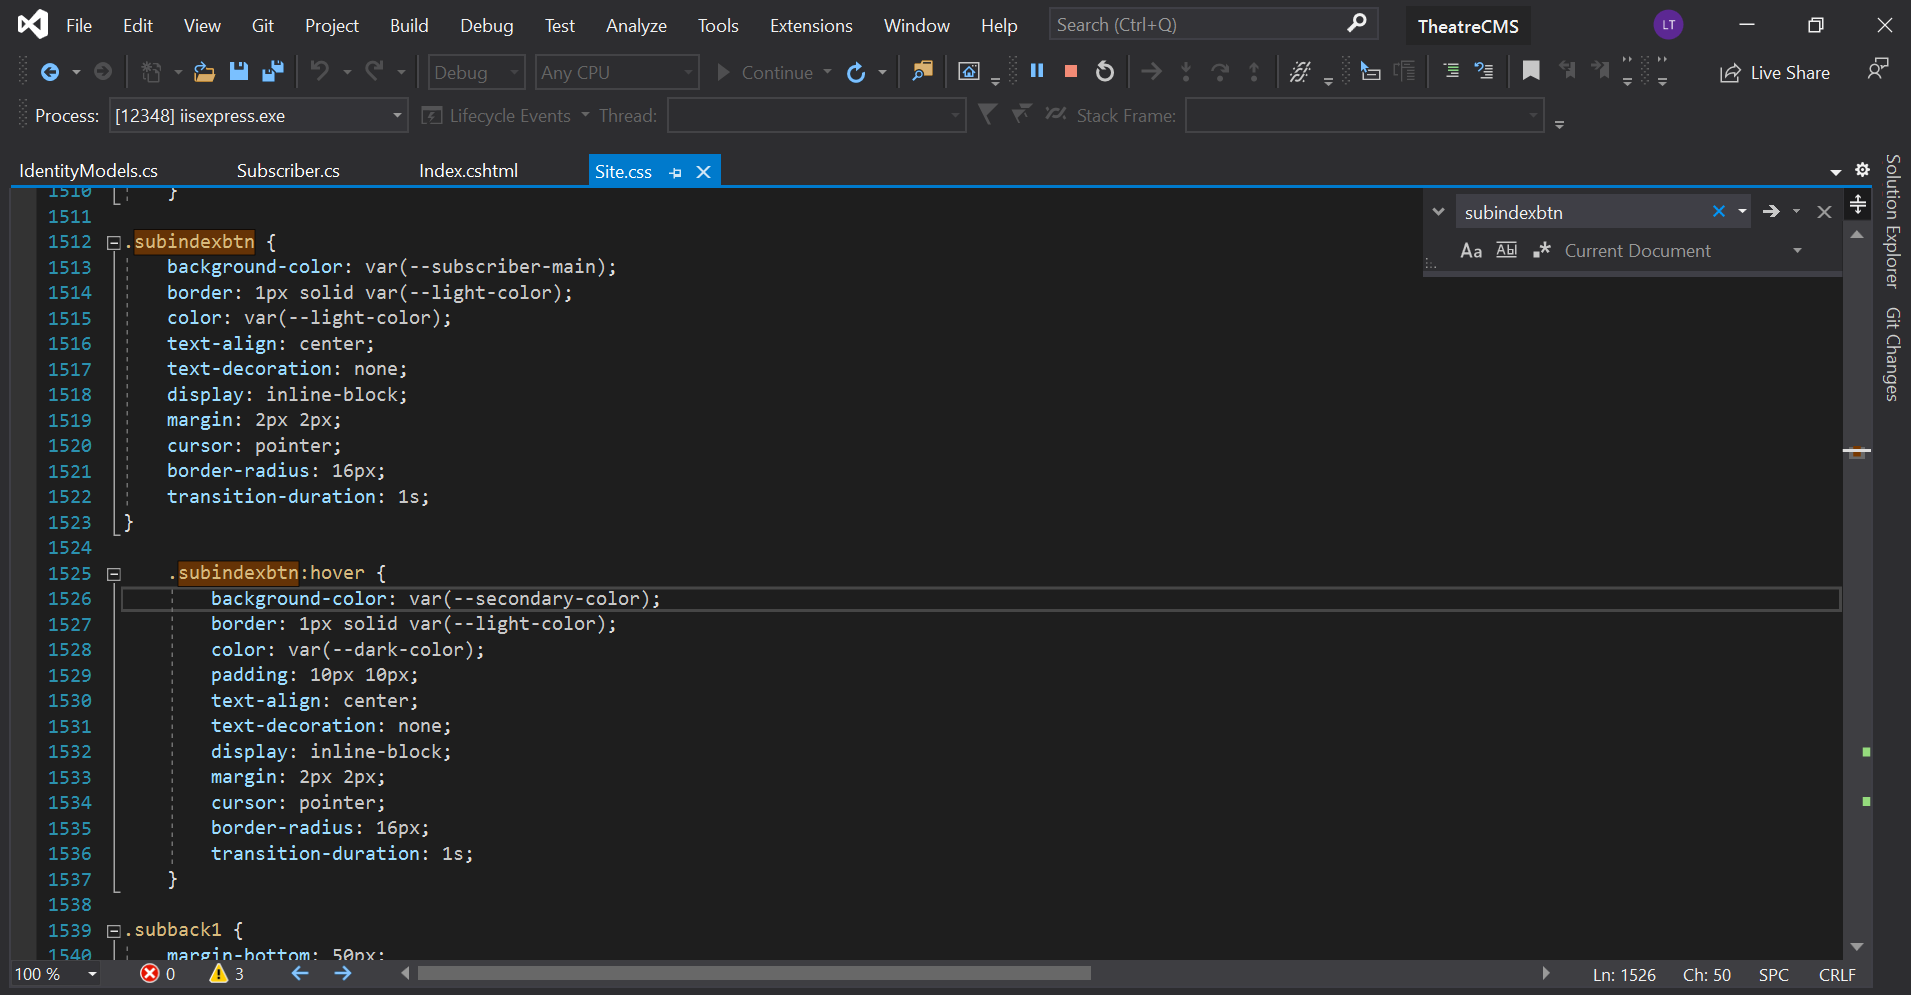 File Edit View Git Project Build Debug Test Analyze Tools Extensions Window Help Search (Ctrl+Q) TheatreCMS LT
Debug Any CPU Continue Live Share
Process: [12348] iisexpress.exe Lifecycle Events Thread: Stack Frame:
IdentityModels.cs Subscriber.cs Index.cshtml Site.css
subindexbtn
Aa Abl .* Current Document
Solution Explorer
Git Changes
1510 }
1511
1512 .subindexbtn {
1513 background-color: var(--subscriber-main);
1514 border: 1px solid var(--light-color);
1515 color: var(--light-color);
1516 text-align: center;
1517 text-decoration: none;
1518 display: inline-block;
1519 margin: 2px 2px;
1520 cursor: pointer;
1521 border-radius: 16px;
1522 transition-duration: 1s;
1523 }
1524
1525 .subindexbtn:hover {
1526 background-color: var(--secondary-color);
1527 border: 1px solid var(--light-color);
1528 color: var(--dark-color);
1529 padding: 10px 10px;
1530 text-align: center;
1531 text-decoration: none;
1532 display: inline-block;
1533 margin: 2px 2px;
1534 cursor: pointer;
1535 border-radius: 16px;
1536 transition-duration: 1s;
1537 }
1538
1539 .subback1 {
1540 margin-bottom: 50px;
100 % 0 3 Ln: 1526 Ch: 50 SPC CRLF